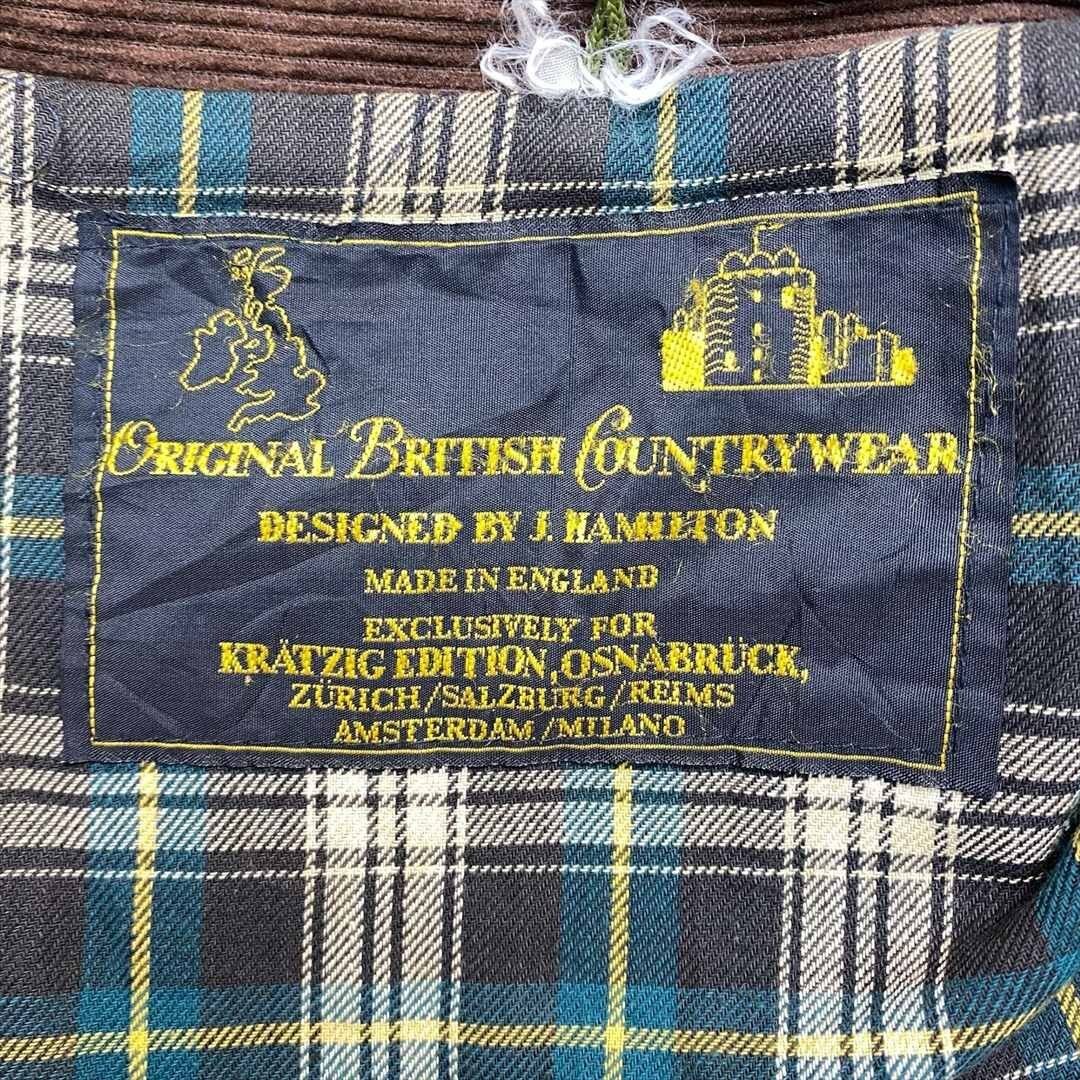 ORIGINAL BRITISH COUNTRYWEAR
DESIGNED BY J. HAMILTON
MADE IN ENGLAND
EXCLUSIVELY FOR
KRÄTZIG EDITION, OSNABRÜCK,
ZÜRICH/SALZBURG/REIMS
AMSTERDAM/MILANO